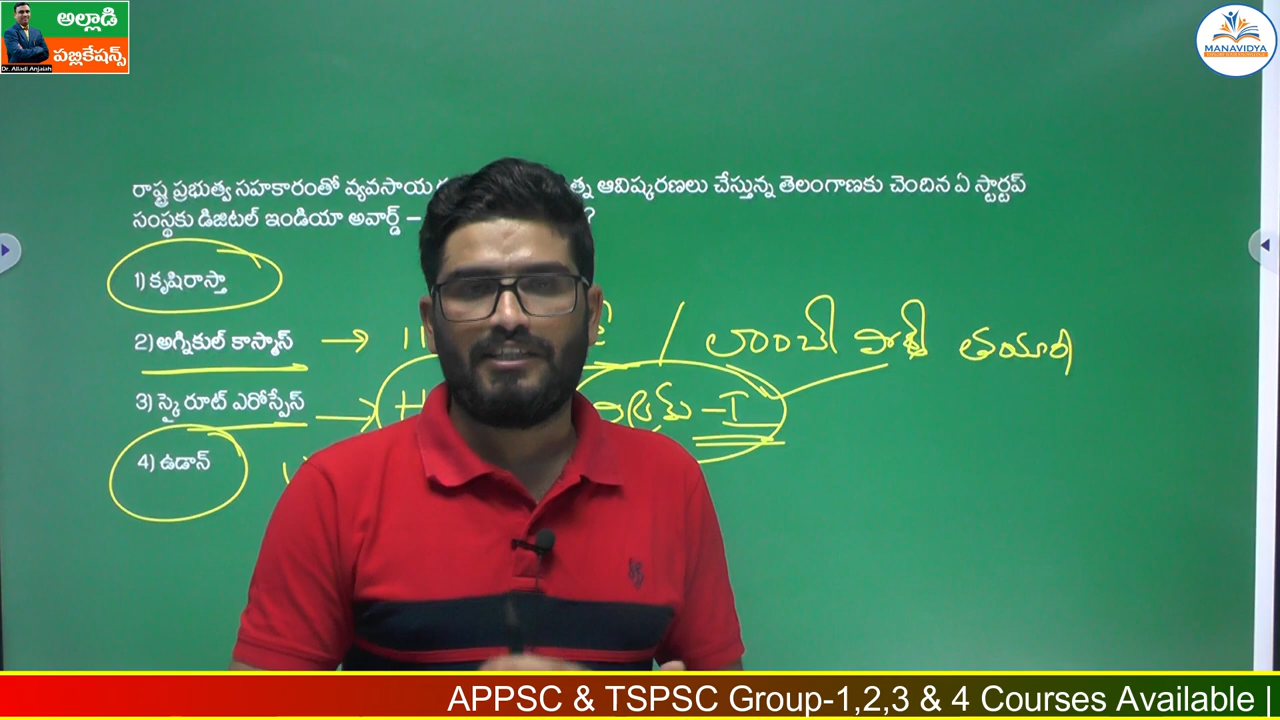 అల్లాడి
పబ్లికేషన్స్
Dr. Alladi Anjaiah
MANAVIDYA
రాష్ట్ర ప్రభుత్వ సహకారంతో వ్యవసాయ ఆవిష్కరణలు చేస్తున్న తెలంగాణకు చెందిన ఏ స్టార్టప్
సంస్థకు డిజిటల్ ఇండియా అవార్డ్ – ?
1) కృషిరాస్తా
2) అగ్నికుల్ కాస్మాస్ → / లాంచ్ తయారీ
3) స్కై రూట్ ఎరోస్పేస్ → – I
4) ఉడాన్
APPSC & TSPSC Group-1,2,3 & 4 Courses Available |